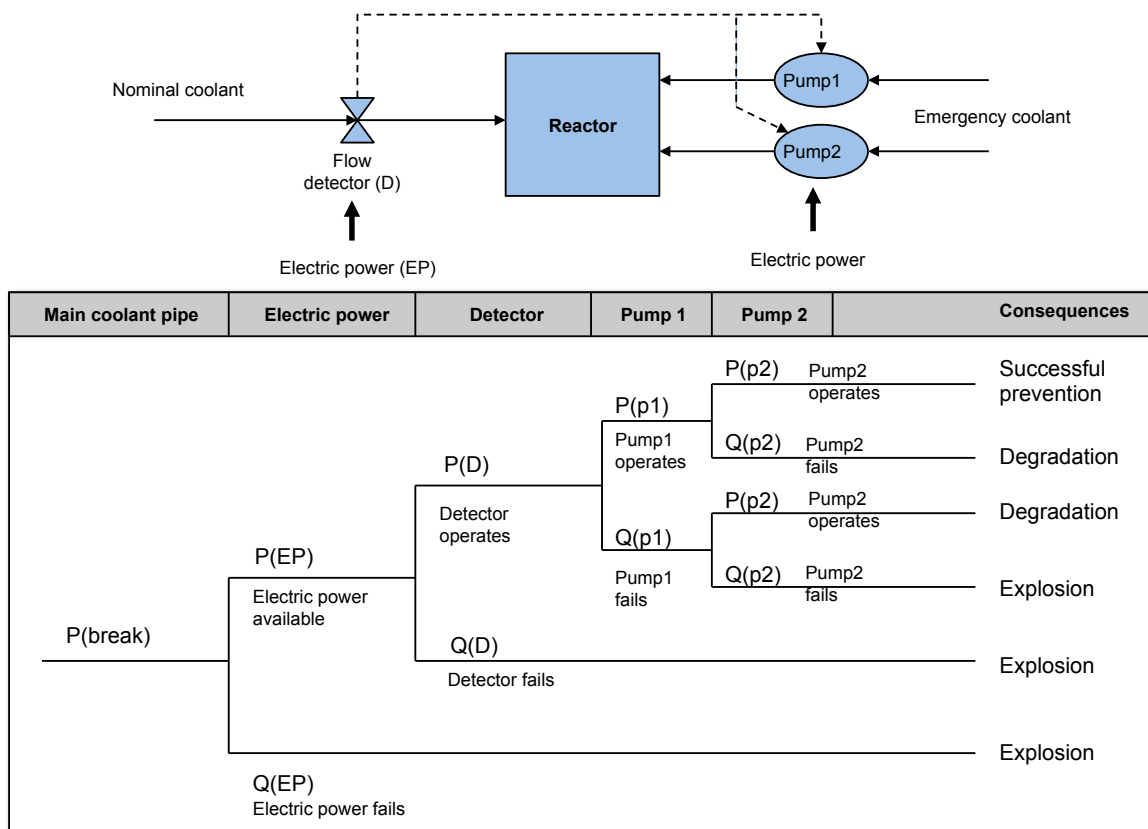 Nominal coolant
Flow
detector (D)
Electric power (EP)
Reactor
Pump1
Pump2
Emergency coolant
Electric power
Main coolant pipe
Electric power
Detector
Pump 1
Pump 2
Consequences
P(break)
P(EP)
Electric power
available
Q(EP)
Electric power fails
P(D)
Detector
operates
Q(D)
Detector fails
P(p1)
Pump1
operates
Q(p1)
Pump1
fails
P(p2)
Pump2
operates
Successful
prevention
Q(p2)
Pump2
fails
Degradation
P(p2)
Pump2
operates
Degradation
Q(p2)
Pump2
fails
Explosion
Explosion
Explosion